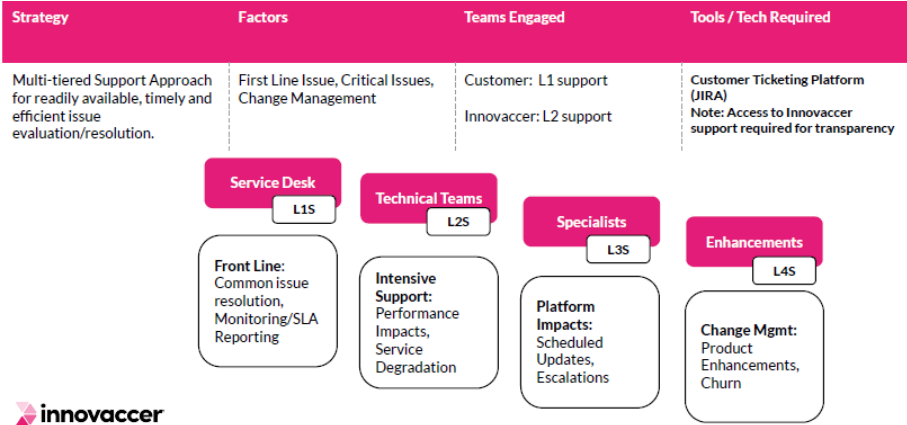 Strategy
Factors
Teams Engaged
Tools / Tech Required
Multi-tiered Support Approach
for readily available, timely and
efficient issue
evaluation/resolution.
First Line Issue, Critical Issues,
Change Management
Customer: L1 support
Innovaccer: L2 support
Customer Ticketing Platform
(JIRA)
Note: Access to Innovaccer
support required for transparency
Service Desk
L1S
Front Line:
Common issue
resolution,
Monitoring/SLA
Reporting
Technical Teams
L2S
Intensive
Support:
Performance
Impacts,
Service
Degradation
Specialists
L3S
Platform
Impacts:
Scheduled
Updates,
Escalations
Enhancements
L4S
Change Mgmt:
Product
Enhancements,
Churn
innovaccer